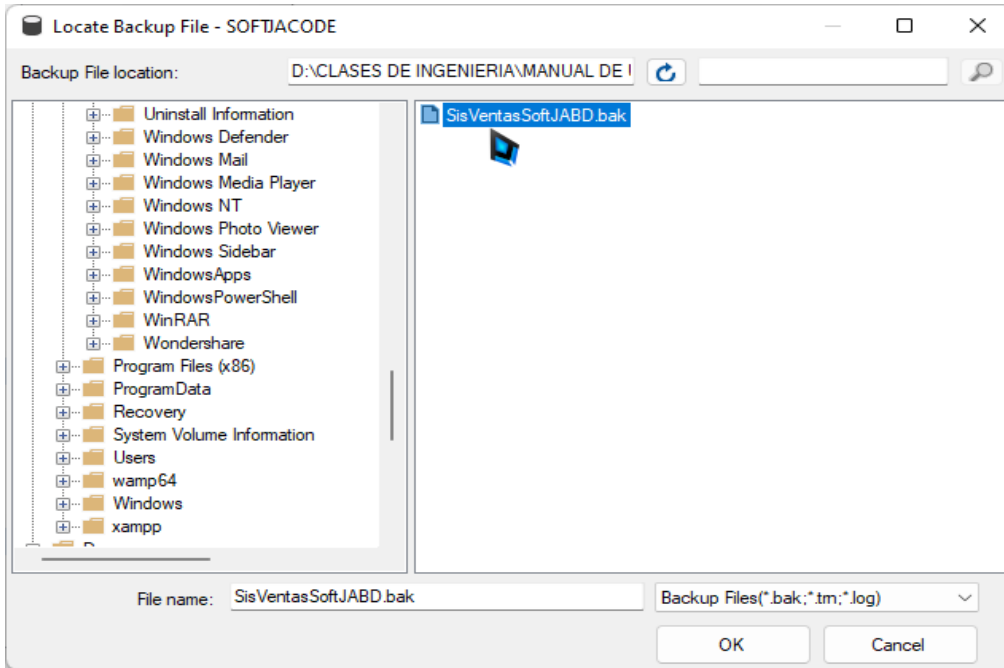 Locate Backup File - SOFTJACODE
Backup File location:
D:\CLASES DE INGENIERIA\MANUAL DE
Uninstall Information
Windows Defender
Windows Mail
Windows Media Player
Windows NT
Windows Photo Viewer
Windows Sidebar
WindowsApps
WindowsPowerShell
WinRAR
Wondershare
Program Files (x86)
ProgramData
Recovery
System Volume Information
Users
wamp64
Windows
xampp
SisVentasSoftJABD.bak
File name:
SisVentasSoftJABD.bak
Backup Files(*.bak;*.trn;*.log)
OK
Cancel